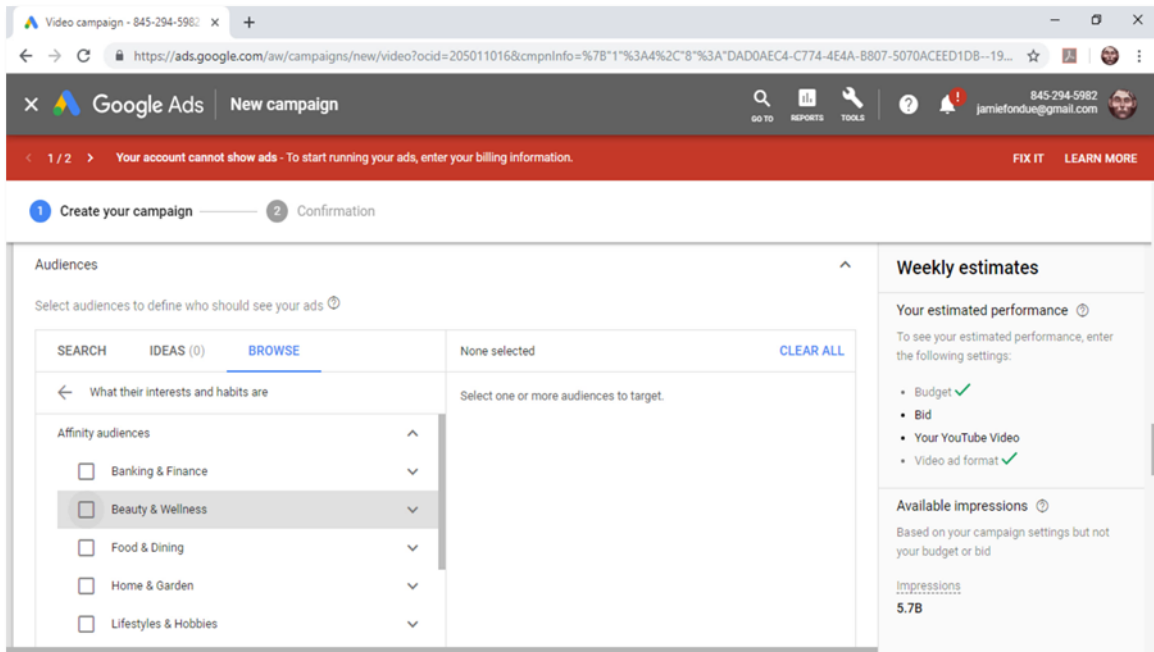 Video campaign - 845-294-5982
https://ads.google.com/aw/campaigns/new/video?ocid=205011016&cmpnInfo=%7B"1"%3A4%2C"8"%3A"DAD0AEC4-C774-4E4A-B807-5070ACEED1DB--19...
Google Ads
New campaign
GO TO
REPORTS
TOOLS
845-294-5982
jamiefondue@gmail.com
1 / 2
Your account cannot show ads - To start running your ads, enter your billing information.
FIX IT
LEARN MORE
1 Create your campaign
2 Confirmation
Audiences
Select audiences to define who should see your ads
SEARCH
IDEAS (0)
BROWSE
What their interests and habits are
Affinity audiences
Banking & Finance
Beauty & Wellness
Food & Dining
Home & Garden
Lifestyles & Hobbies
None selected
CLEAR ALL
Select one or more audiences to target.
Weekly estimates
Your estimated performance
To see your estimated performance, enter
the following settings:
• Budget
• Bid
• Your YouTube Video
• Video ad format
Available impressions
Based on your campaign settings but not
your budget or bid
Impressions
5.7B